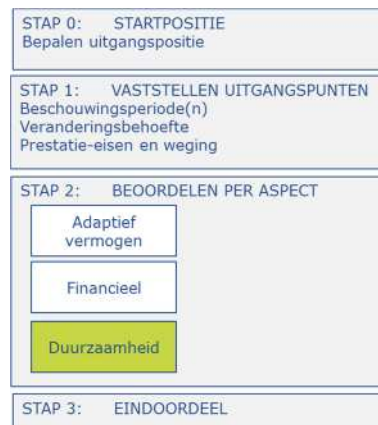 STAP 0: STARTPOSITIE
Bepalen uitgangspositie
STAP 1: VASTSTELLEN UITGANGSPUNTEN
Beschouwingsperiode(n)
Veranderingsbehoefte
Prestatie-eisen en weging
STAP 2: BEOORDELEN PER ASPECT
Adaptief
vermogen
Financieel
Duurzaamheid
STAP 3: EINDOORDEEL